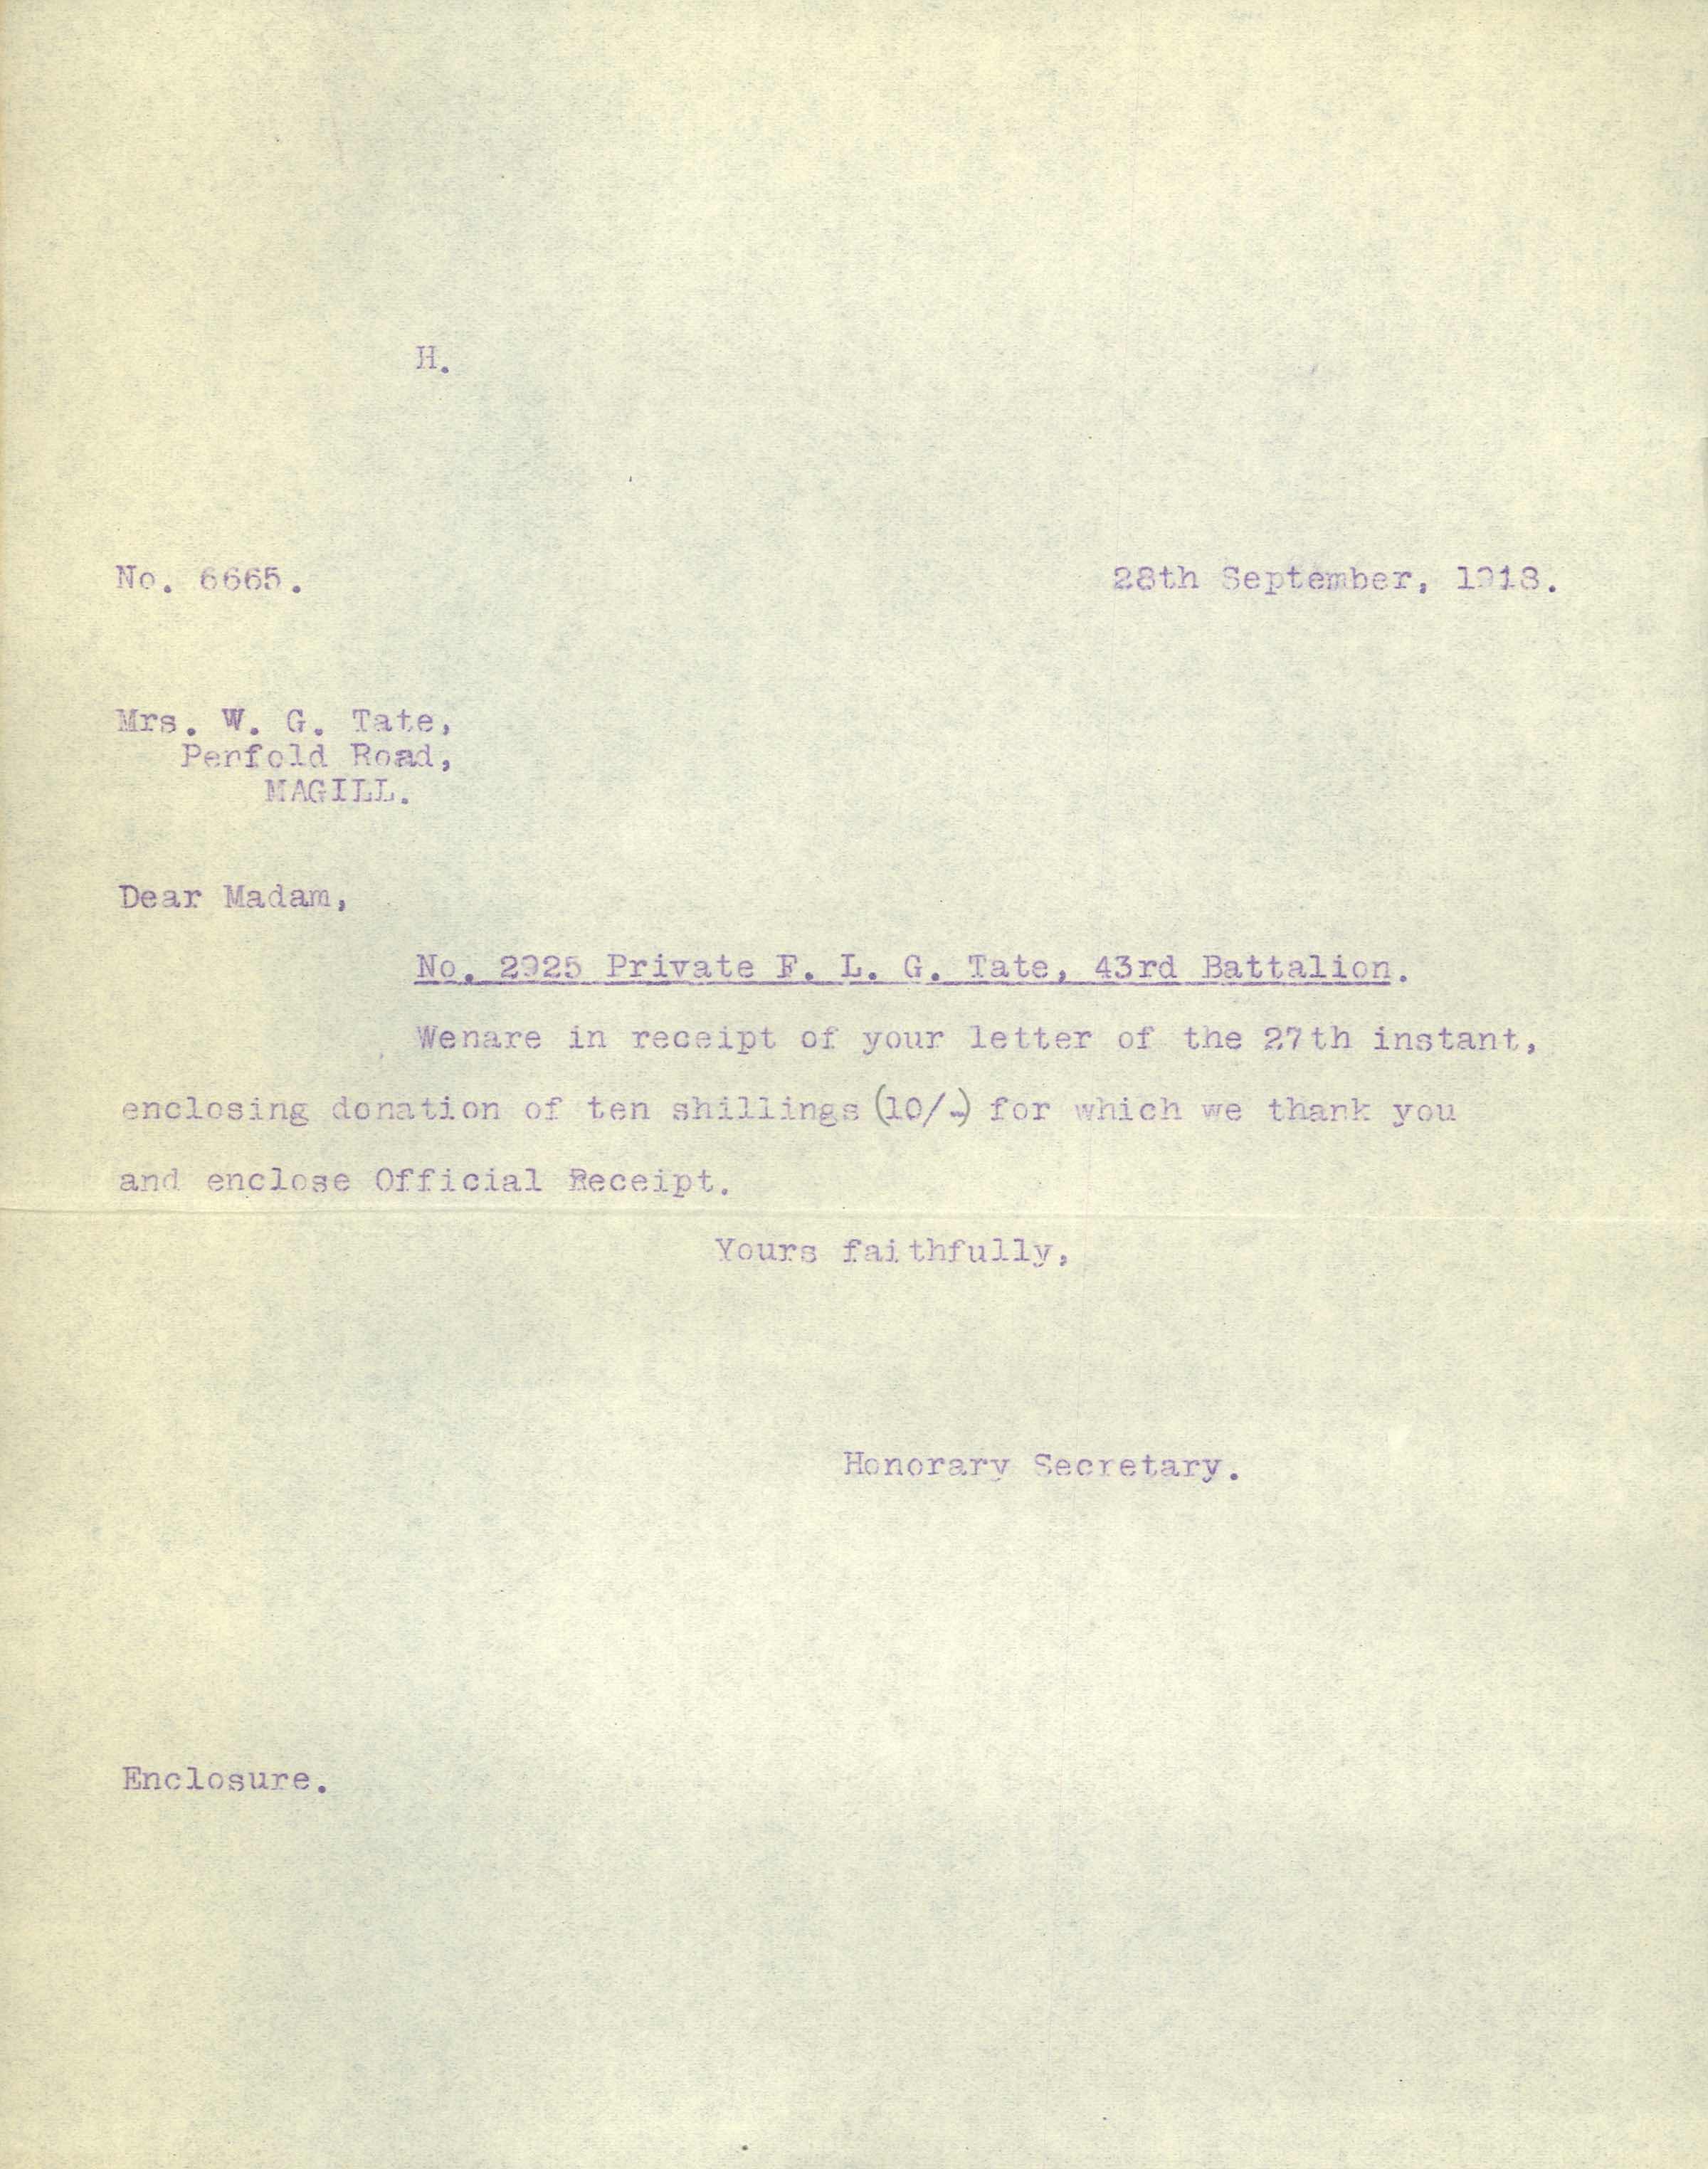 H.
No. 6665.
28th September, 1918.
Mrs. W. G. Tate,
Penfold Road,
MAGILL.
Dear Madam,
No. 2925 Private F. L. G. Tate, 43rd Battalion.
Wenare in receipt of your letter of the 27th instant,
enclosing donation of ten shillings (10/-) for which we thank you
and enclose Official Receipt.
Yours faithfully,
Honorary Secretary.
Enclosure.